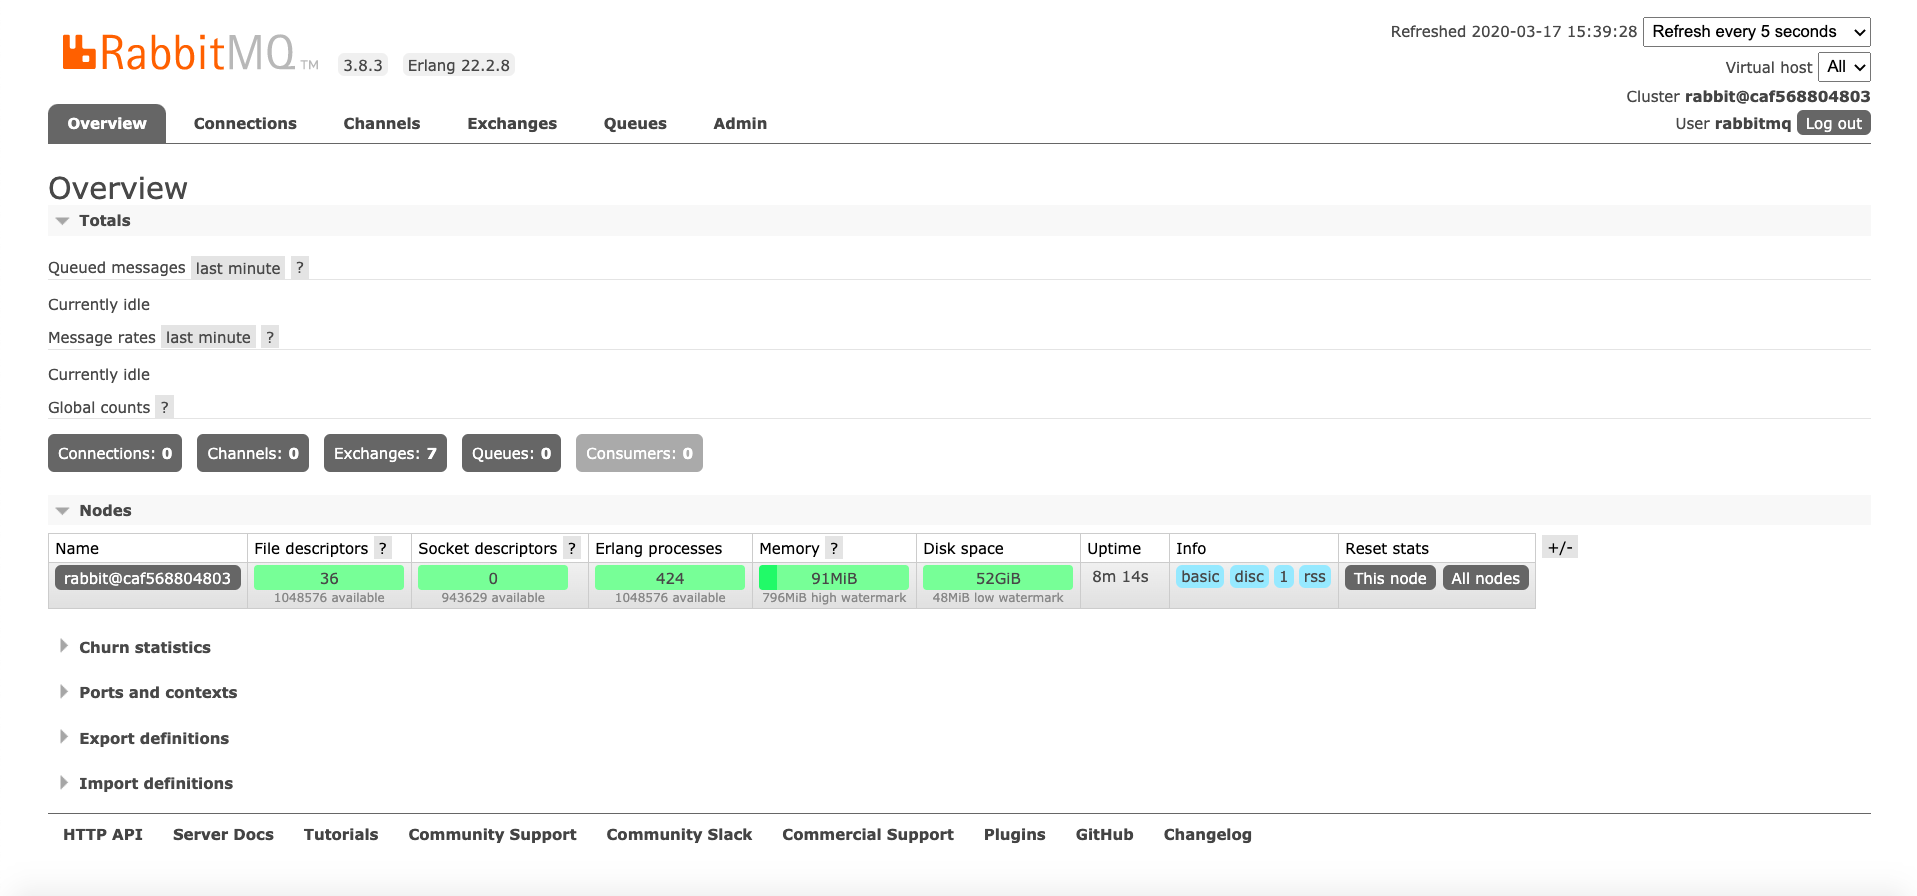 RabbitMQ TM 3.8.3 Erlang 22.2.8
Refreshed 2020-03-17 15:39:28 Refresh every 5 seconds
Virtual host All
Cluster rabbit@caf568804803
User rabbitmq Log out
Overview Connections Channels Exchanges Queues Admin
Overview
Totals
Queued messages last minute ?
Currently idle
Message rates last minute ?
Currently idle
Global counts ?
Connections: 0 Channels: 0 Exchanges: 7 Queues: 0 Consumers: 0
Nodes
Name File descriptors ? Socket descriptors ? Erlang processes Memory ? Disk space Uptime Info Reset stats +/-
rabbit@caf568804803 36 0 424 91MiB 52GiB 8m 14s basic disc 1 rss This node All nodes
1048576 available 943629 available 1048576 available 796MiB high watermark 48MiB low watermark
Churn statistics
Ports and contexts
Export definitions
Import definitions
HTTP API Server Docs Tutorials Community Support Community Slack Commercial Support Plugins GitHub Changelog